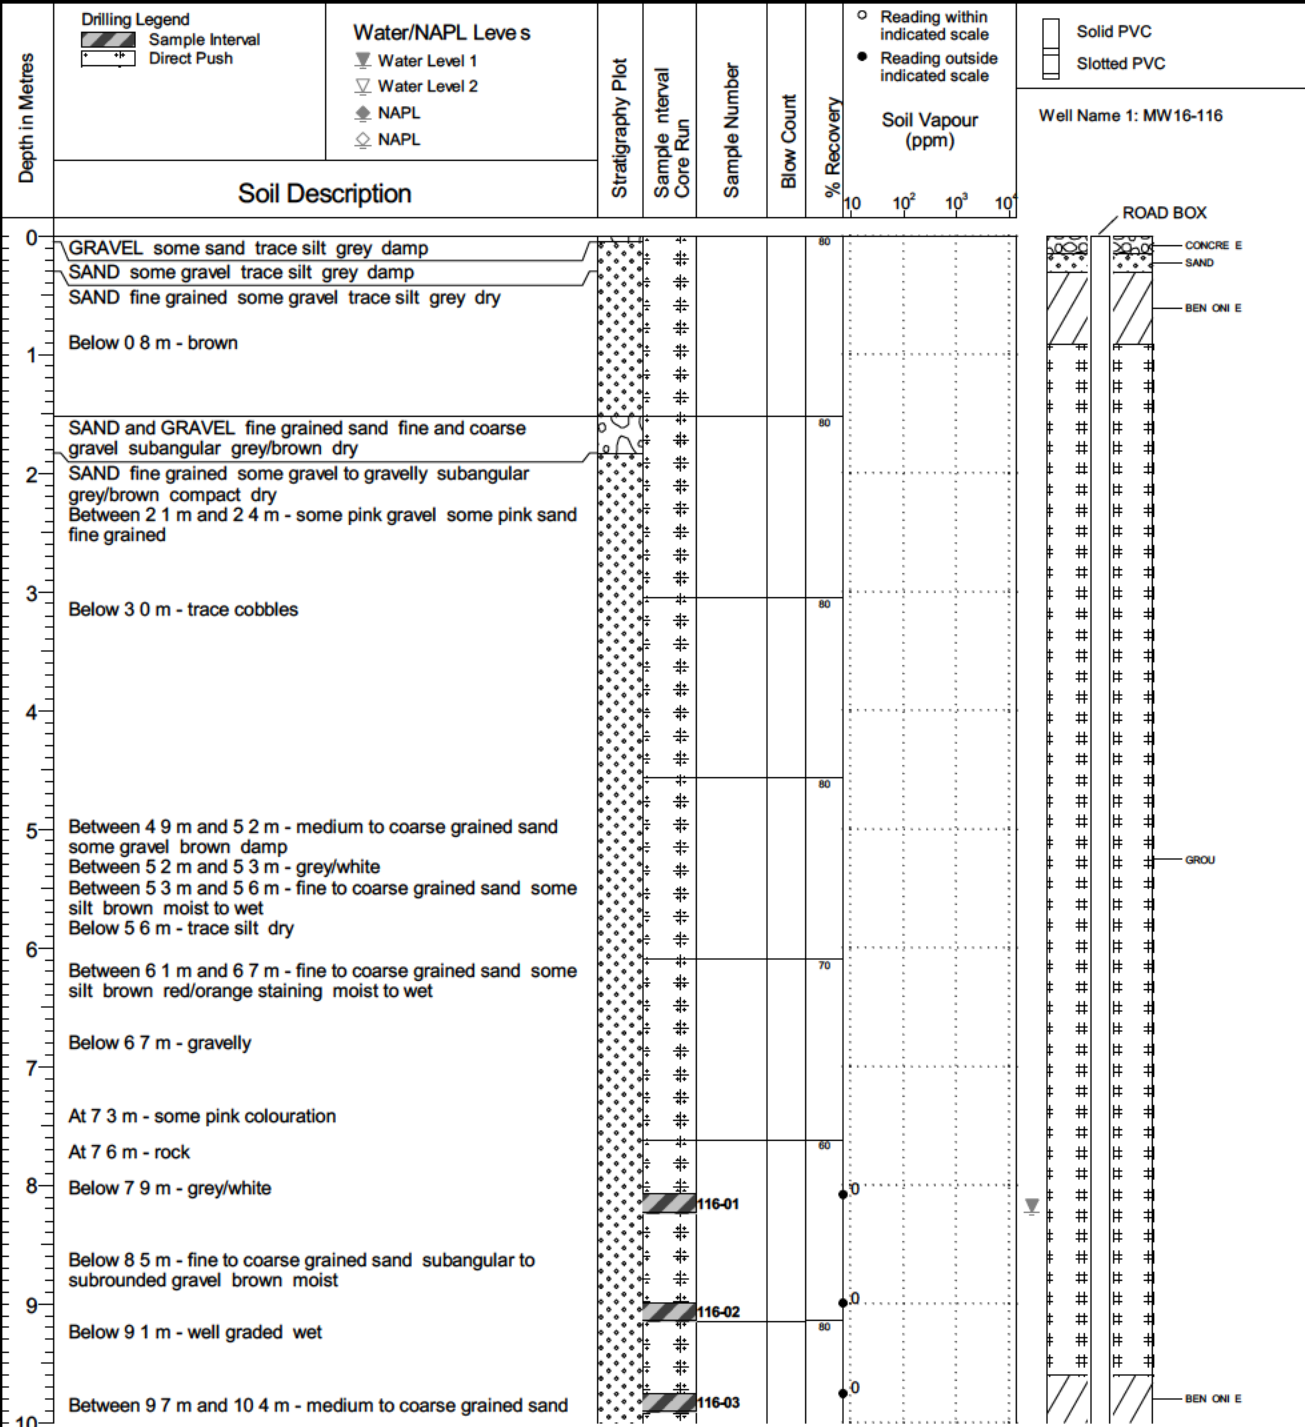 Drilling Legend
Sample Interval
Direct Push
Water/NAPL Leve s
Water Level 1
Water Level 2
NAPL
NAPL
Depth in Metres
Soil Description
Stratigraphy Plot
Sample nterval
Core Run
Sample Number
Blow Count
% Recovery
Reading within
indicated scale
Reading outside
indicated scale
Soil Vapour
(ppm)
10 10² 10³ 10⁴
Solid PVC
Slotted PVC
Well Name 1: MW16-116
ROAD BOX
0
GRAVEL some sand trace silt grey damp
80
CONCRE E
SAND some gravel trace silt grey damp
SAND
SAND fine grained some gravel trace silt grey dry
BEN ONI E
Below 0 8 m - brown
1
SAND and GRAVEL fine grained sand fine and coarse
gravel subangular grey/brown dry
80
2
SAND fine grained some gravel to gravelly subangular
grey/brown compact dry
Between 2 1 m and 2 4 m - some pink gravel some pink sand
fine grained
3
Below 3 0 m - trace cobbles
80
4
80
5
Between 4 9 m and 5 2 m - medium to coarse grained sand
some gravel brown damp
Between 5 2 m and 5 3 m - grey/white
GROU
Between 5 3 m and 5 6 m - fine to coarse grained sand some
silt brown moist to wet
Below 5 6 m - trace silt dry
6
Between 6 1 m and 6 7 m - fine to coarse grained sand some
silt brown red/orange staining moist to wet
70
Below 6 7 m - gravelly
7
At 7 3 m - some pink colouration
At 7 6 m - rock
60
8
Below 7 9 m - grey/white
0
116-01
Below 8 5 m - fine to coarse grained sand subangular to
subrounded gravel brown moist
9
0
116-02
Below 9 1 m - well graded wet
80
0
Between 9 7 m and 10 4 m - medium to coarse grained sand
116-03
BEN ONI E
10